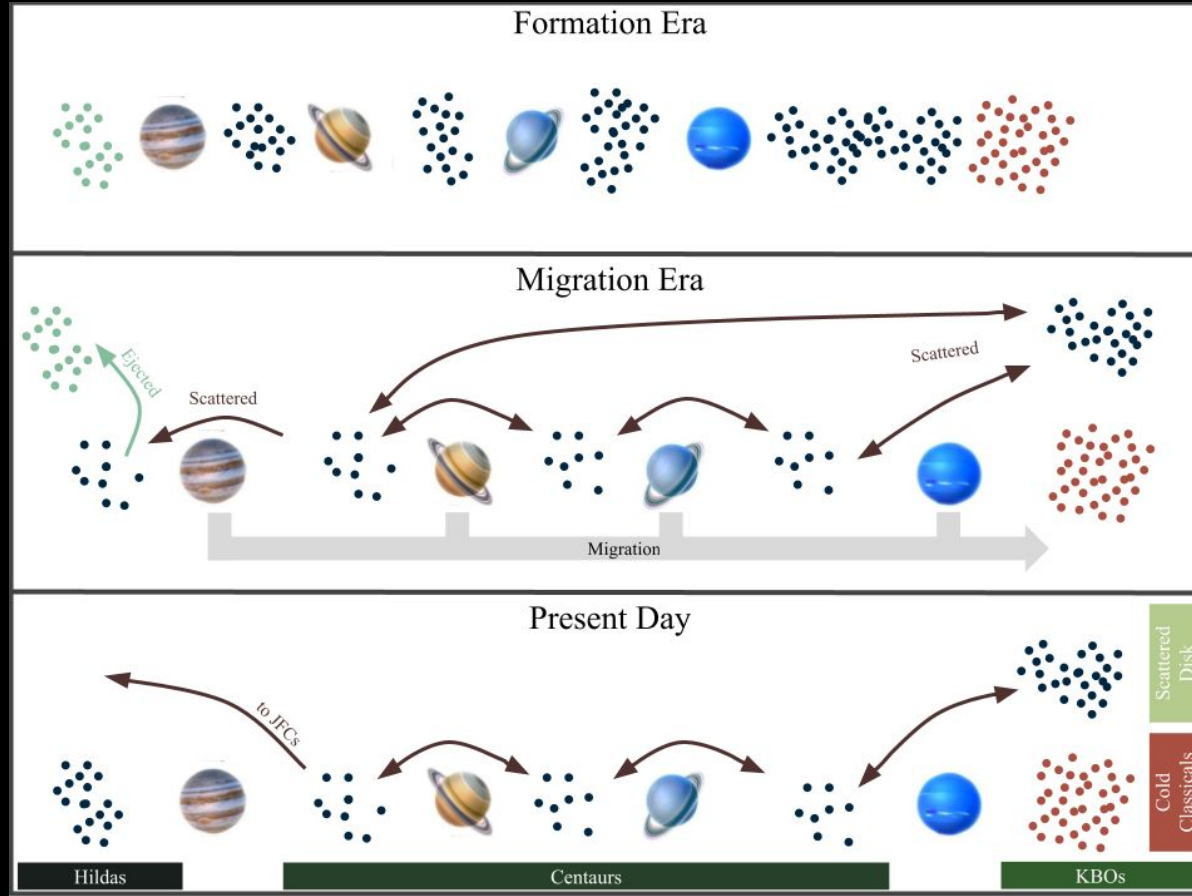 Formation Era
Migration Era
Ejected
Scattered
Scattered
Migration
Present Day
to JFCs
Scattered
Disk
Cold
Classicals
Hildas
Centaurs
KBOs